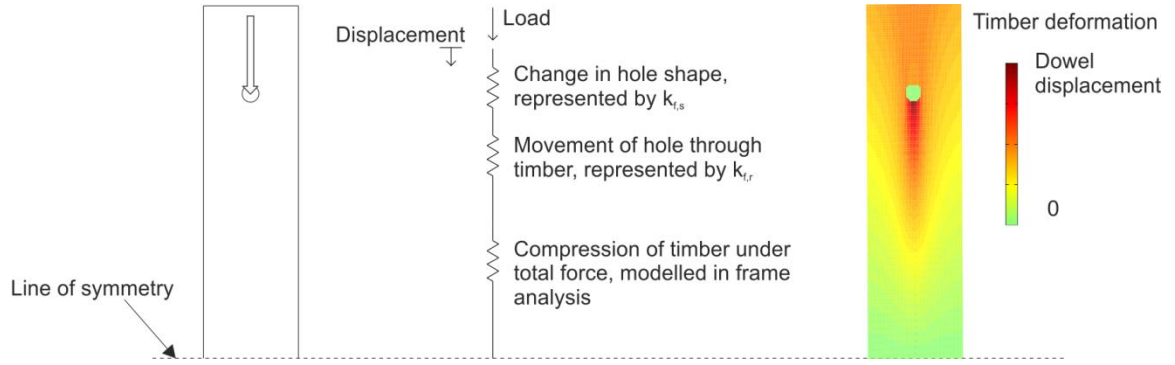 Load
Displacement
Change in hole shape,
represented by k_f,s
Movement of hole through
timber, represented by k_f,r
Compression of timber under
total force, modelled in frame
analysis
Line of symmetry
Timber deformation
Dowel
displacement
0